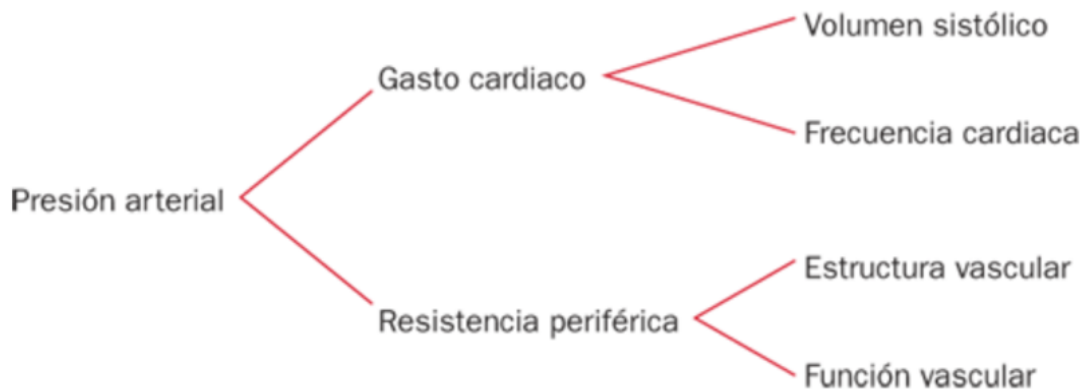 Volumen sistólico
Gasto cardiaco
Frecuencia cardiaca
Presión arterial
Estructura vascular
Resistencia periférica
Función vascular